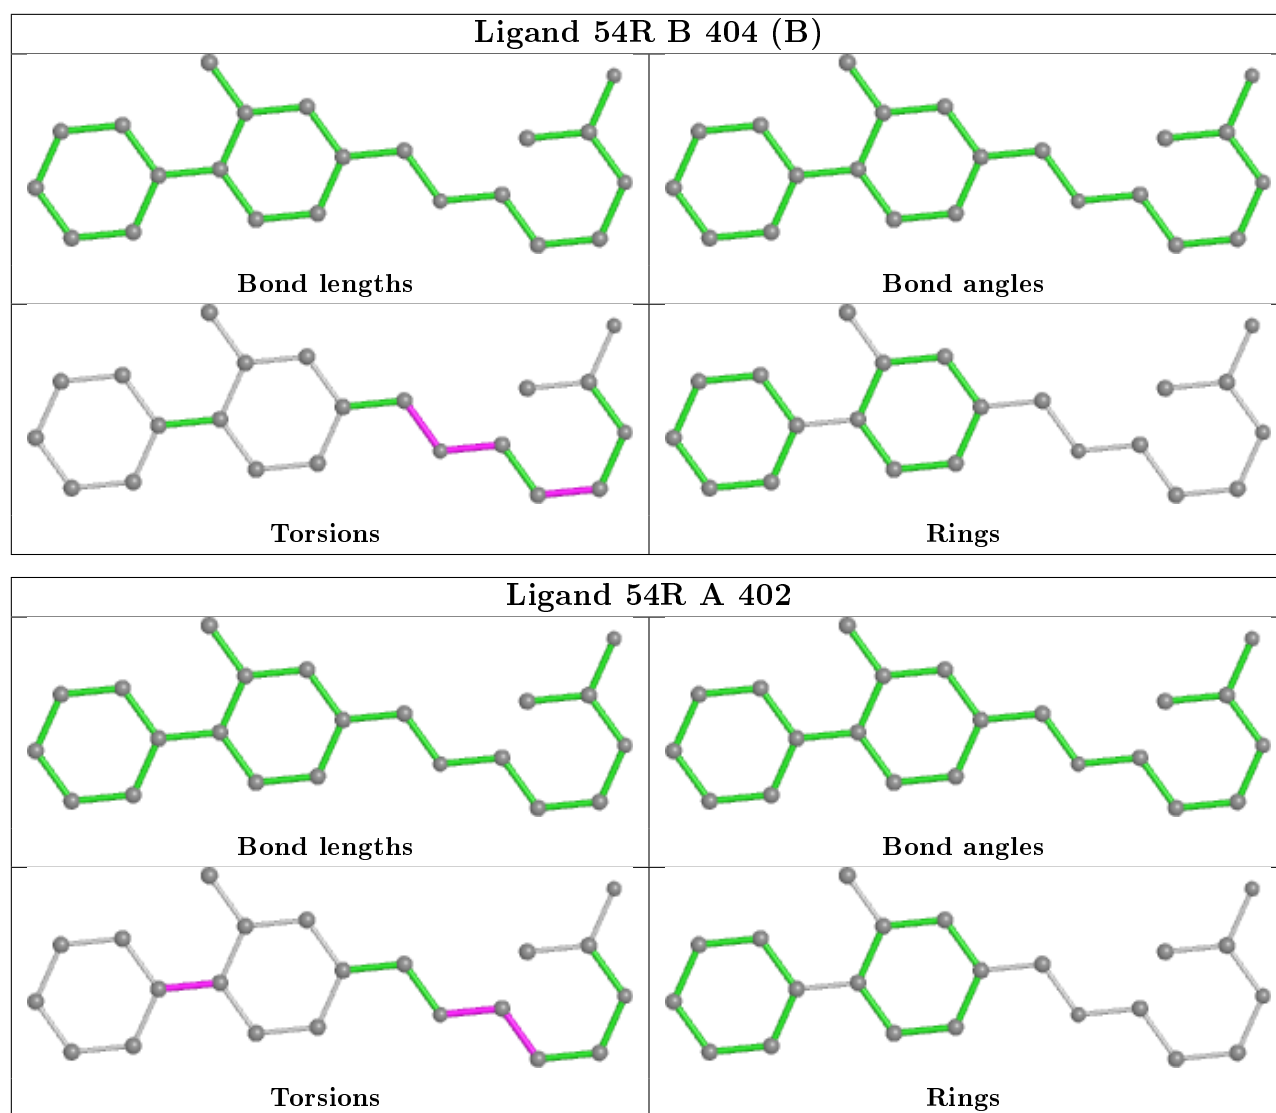 Ligand 54R B 404 (B)
Bond lengths
Bond angles
Torsions
Rings
Ligand 54R A 402
Bond lengths
Bond angles
Torsions
Rings